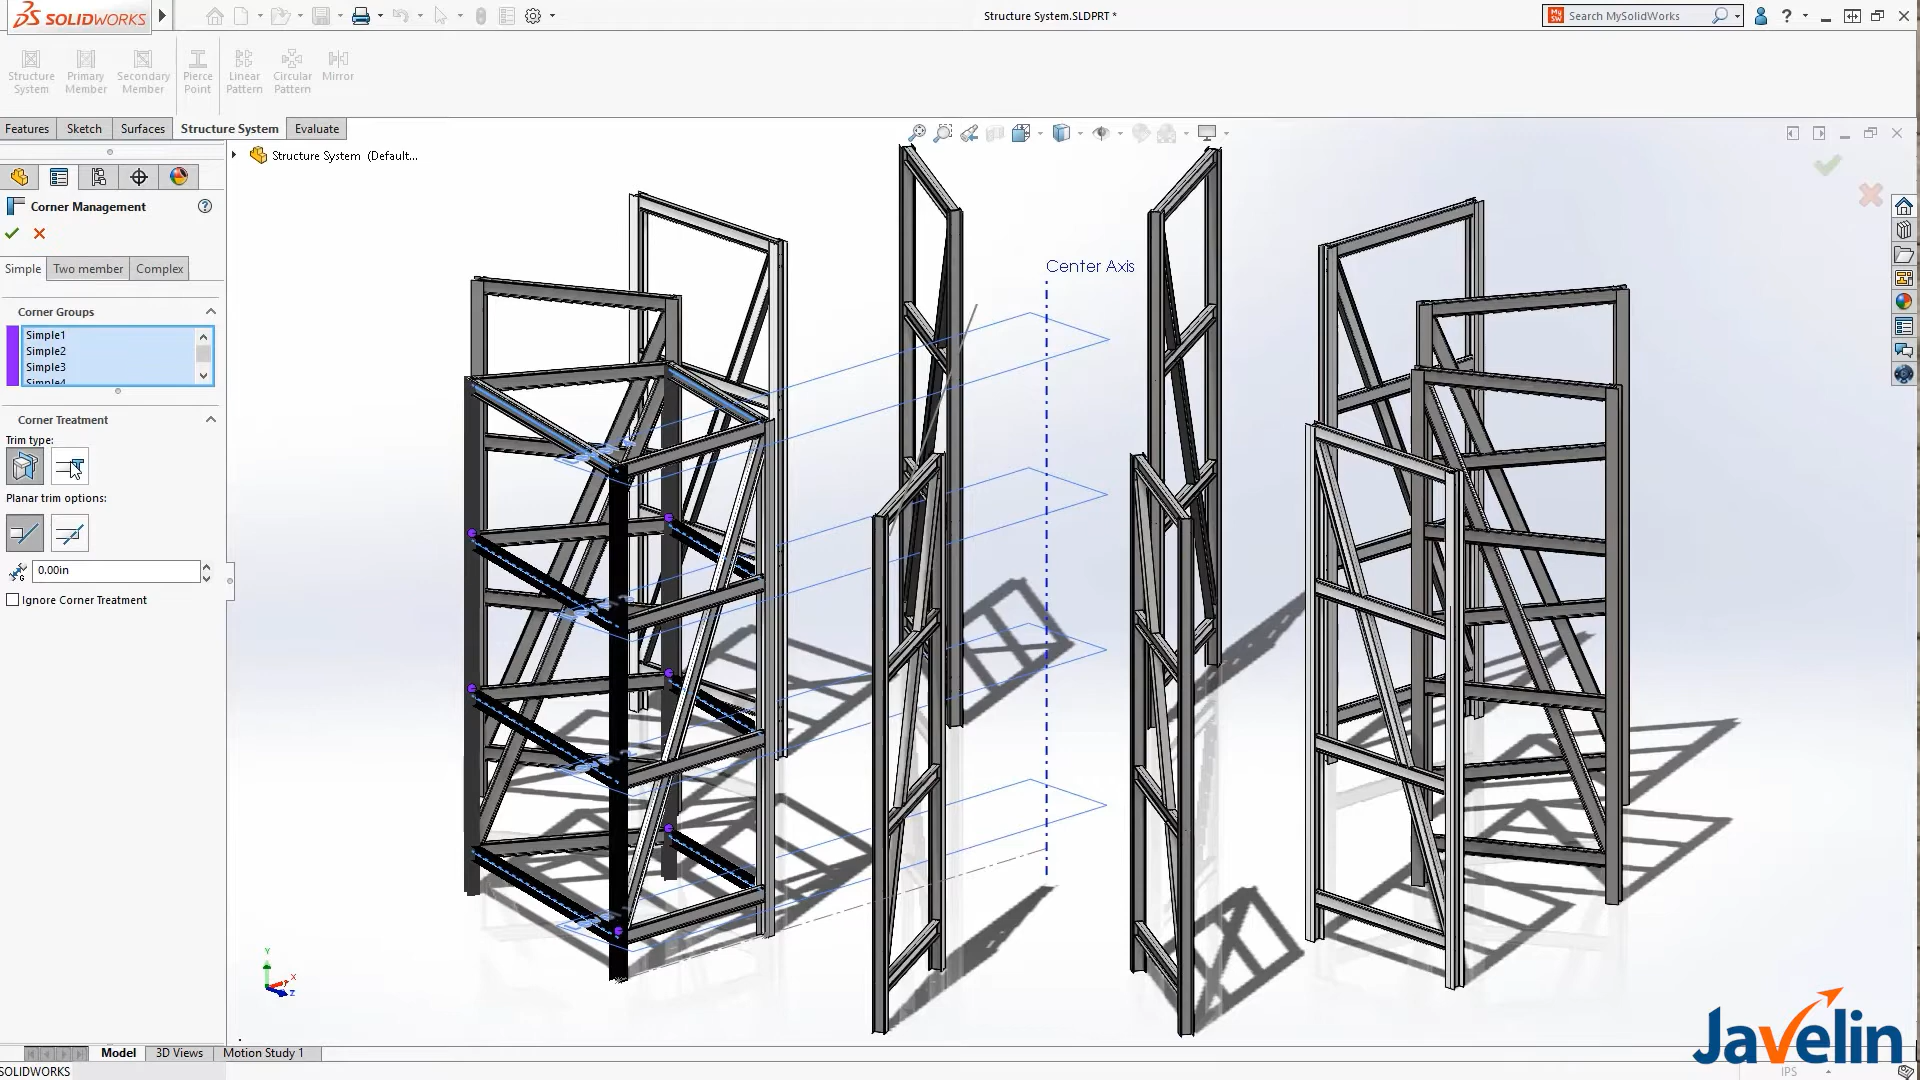 SOLIDWORKS
Structure System.SLDPRT *
Search MySolidWorks
?
Structure System
Primary Member
Secondary Member
Pierce Point
Linear Pattern
Circular Pattern
Mirror
Features
Sketch
Surfaces
Structure System
Evaluate
Structure System (Default...
Corner Management
?
Simple
Two member
Complex
Corner Groups
Simple1
Simple2
Simple3
Simple4
Corner Treatment
Trim type:
Planar trim options:
0.00in
Ignore Corner Treatment
Center Axis
Y
X
Z
Model
3D Views
Motion Study 1
Javelin
SOLIDWORKS
IPS